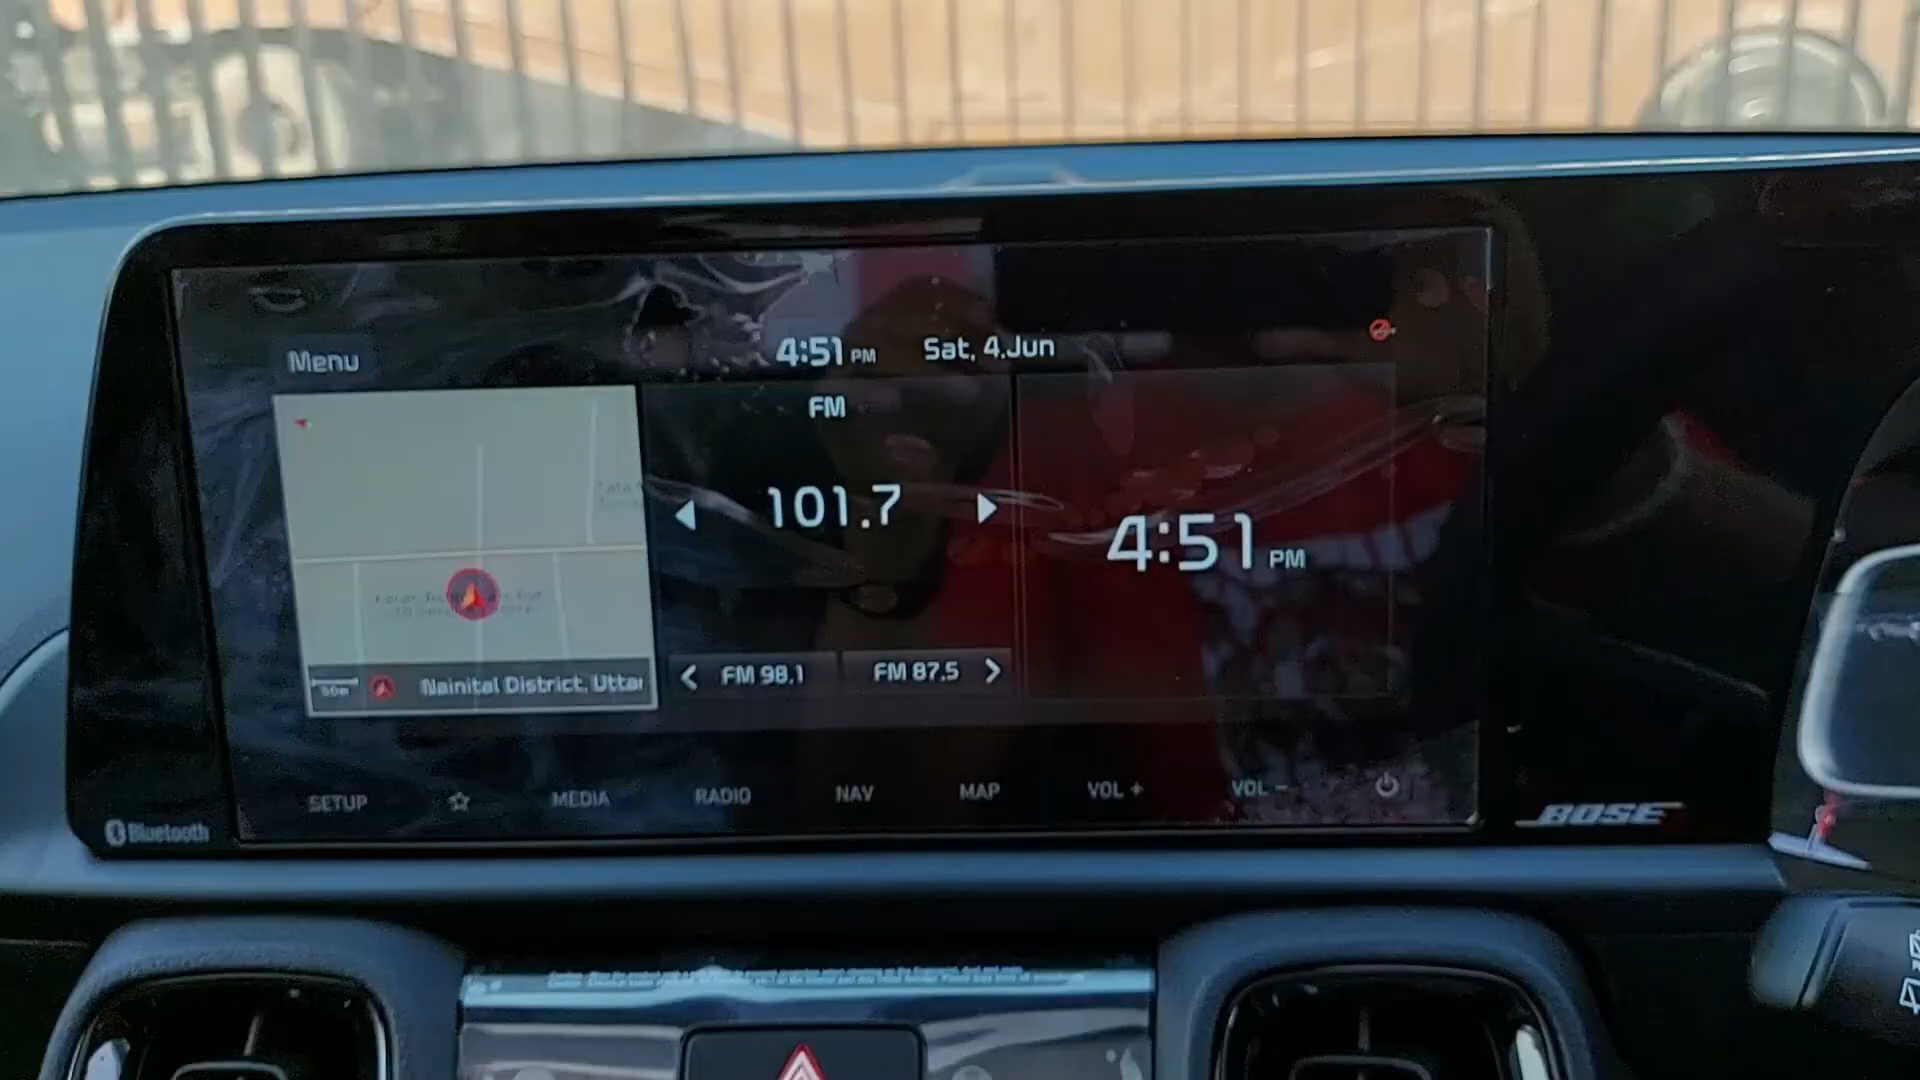 Menu
4:51 PM
Sat, 4.Jun
FM
101.7
4:51 PM
50m
Nainital District, Uttar
FM 98.1
FM 87.5
SETUP
MEDIA
RADIO
NAV
MAP
VOL +
VOL −
Bluetooth
BOSE